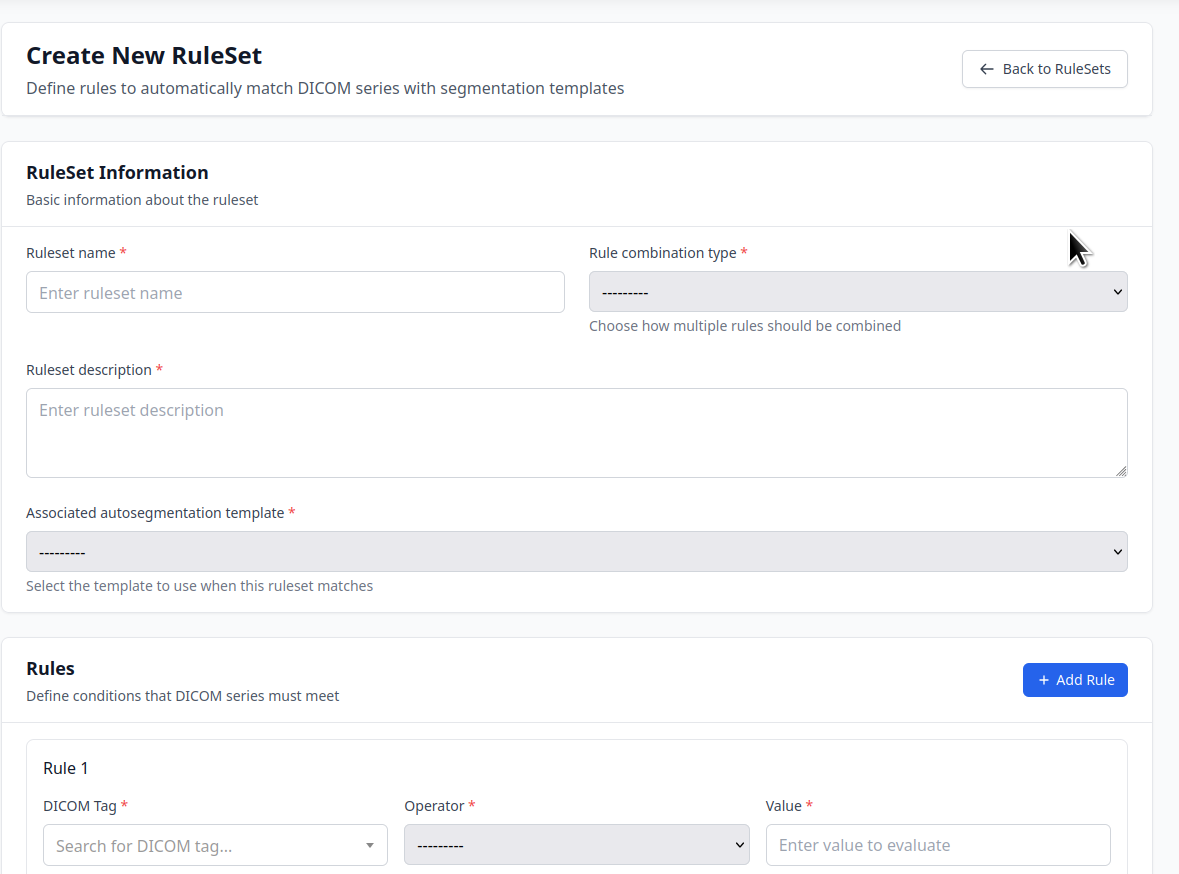 Create New RuleSet
Define rules to automatically match DICOM series with segmentation templates
← Back to RuleSets
RuleSet Information
Basic information about the ruleset
Ruleset name *
Rule combination type *
Enter ruleset name
---------
Choose how multiple rules should be combined
Ruleset description *
Enter ruleset description
Associated autosegmentation template *
---------
Select the template to use when this ruleset matches
Rules
Define conditions that DICOM series must meet
+ Add Rule
Rule 1
DICOM Tag *
Operator *
Value *
Search for DICOM tag...
---------
Enter value to evaluate